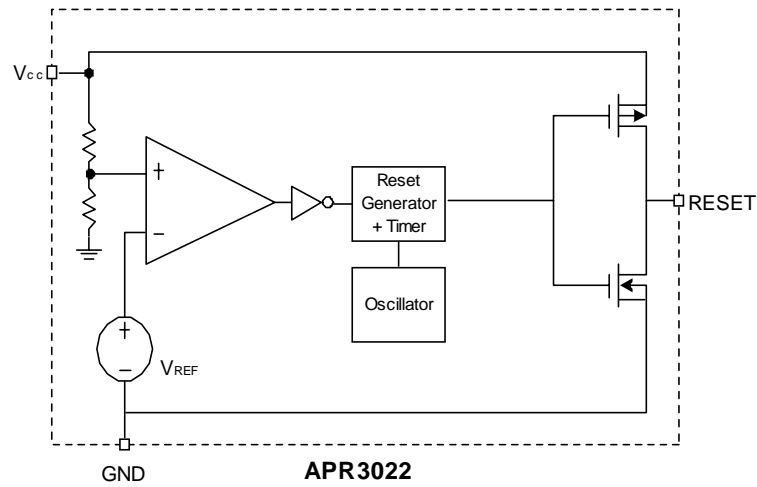 Vcc
+
−
Reset
Generator
+ Timer
RESET
Oscillator
+
−
VREF
GND
APR3022